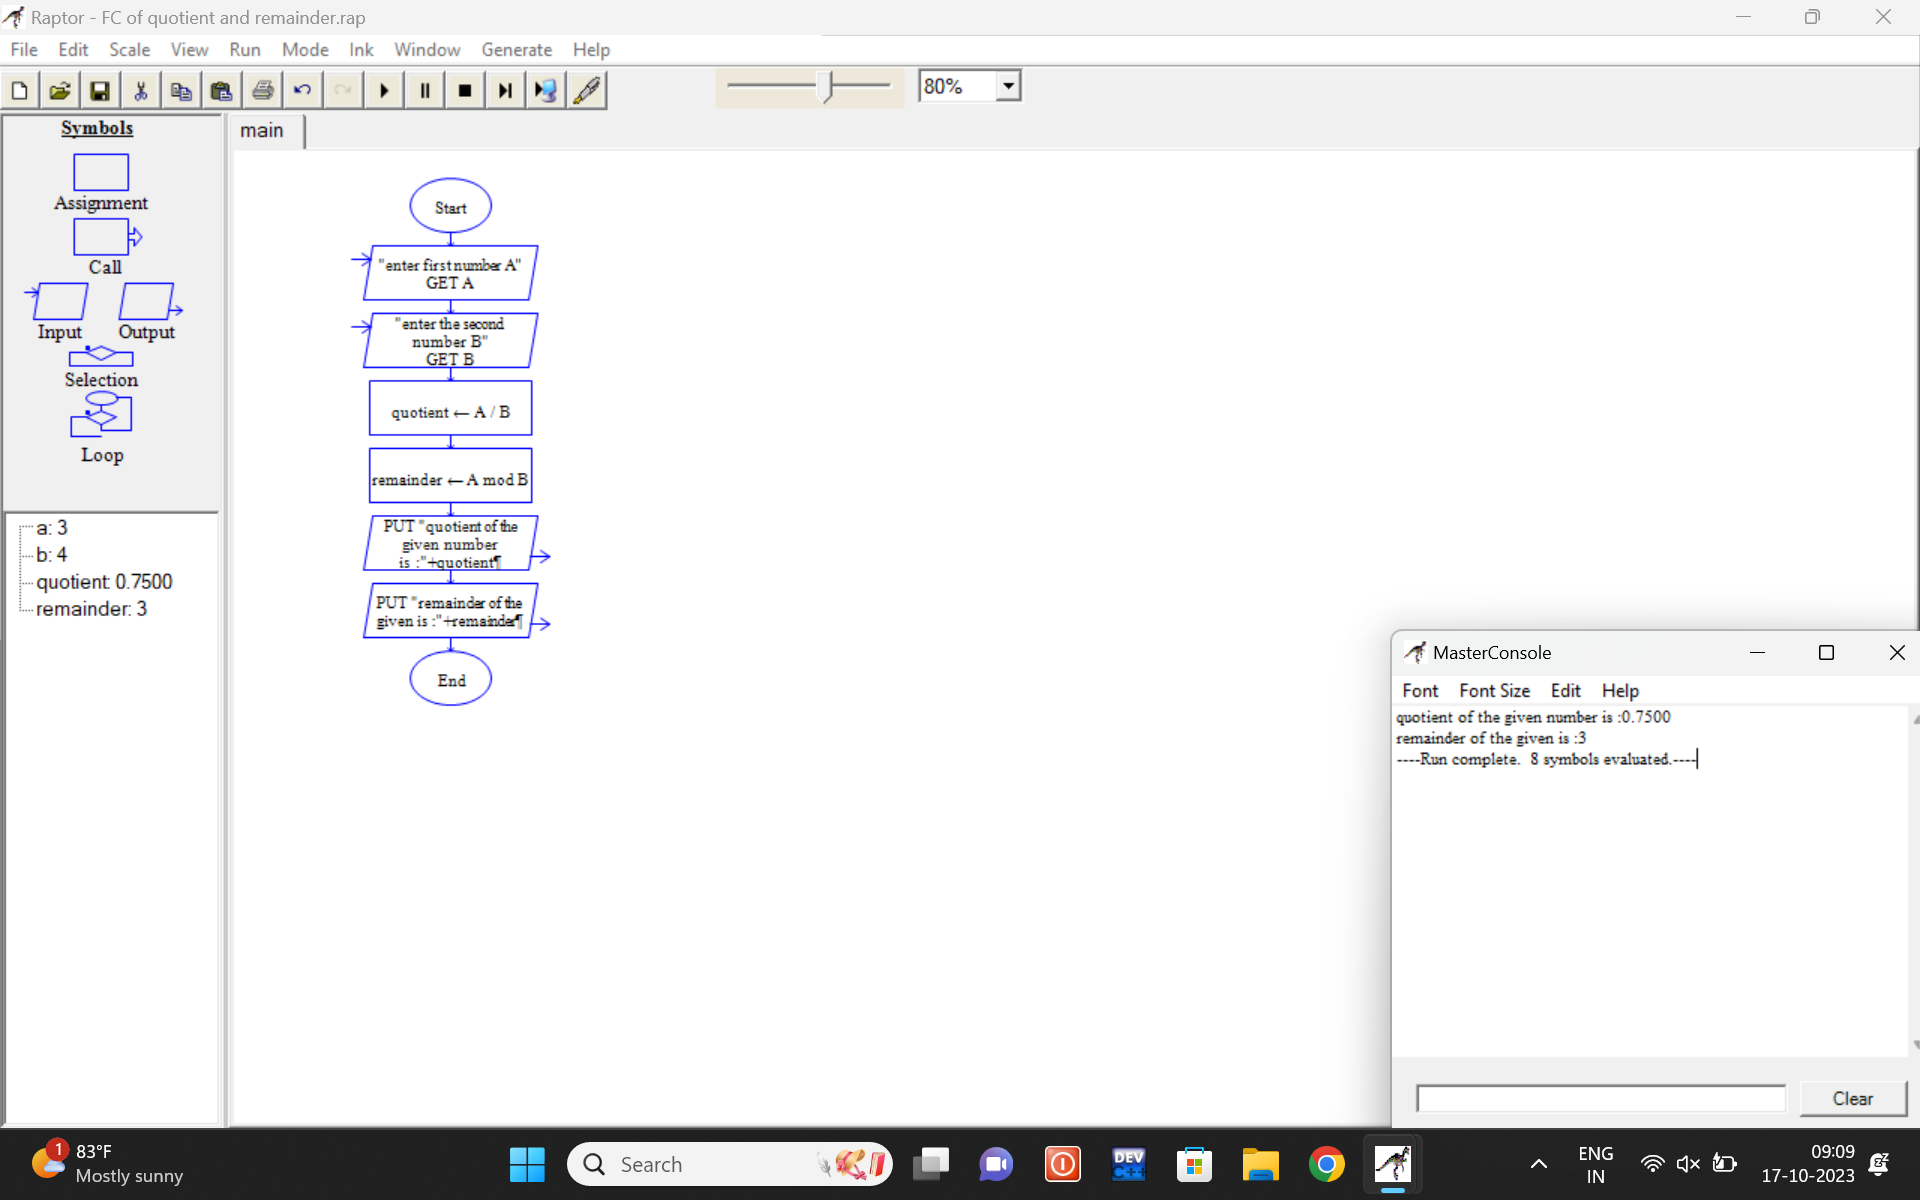 Raptor - FC of quotient and remainder.rap
File Edit Scale View Run Mode Ink Window Generate Help
80%
Symbols
Assignment
Call
Input Output
Selection
Loop
a: 3
b: 4
quotient: 0.7500
remainder: 3
main
Start
"enter first number A"
GET A
"enter the second
number B"
GET B
quotient ← A / B
remainder ← A mod B
PUT "quotient of the
given number
is :"+quotient¶
PUT "remainder of the
given is :"+remainder¶
End
MasterConsole
Font Font Size Edit Help
quotient of the given number is :0.7500
remainder of the given is :3
----Run complete.  8 symbols evaluated.----
Clear
1
83°F
Mostly sunny
Search
DEV
C++
ENG
IN
09:09
17-10-2023